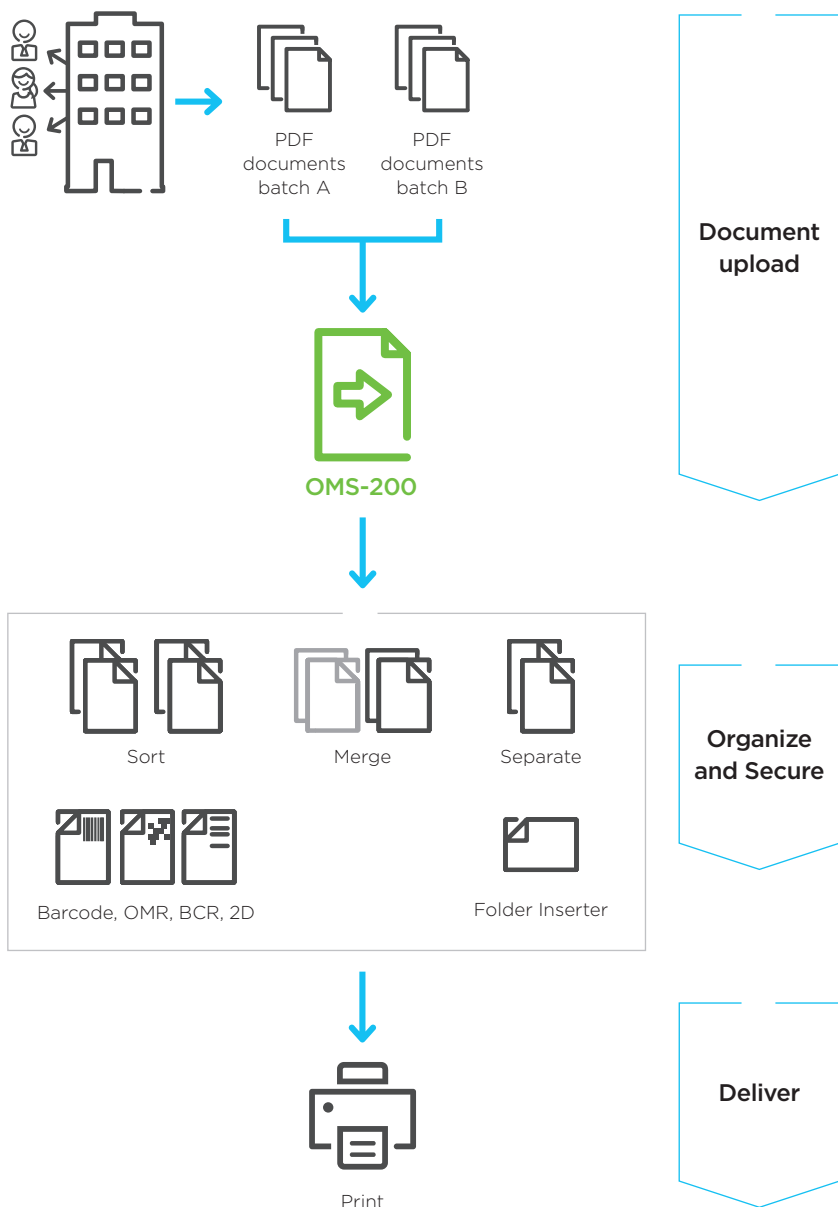 PDF
documents
batch A
PDF
documents
batch B
Document
upload
OMS-200
Sort
Merge
Separate
Organize
and Secure
Barcode, OMR, BCR, 2D
Folder Inserter
Deliver
Print